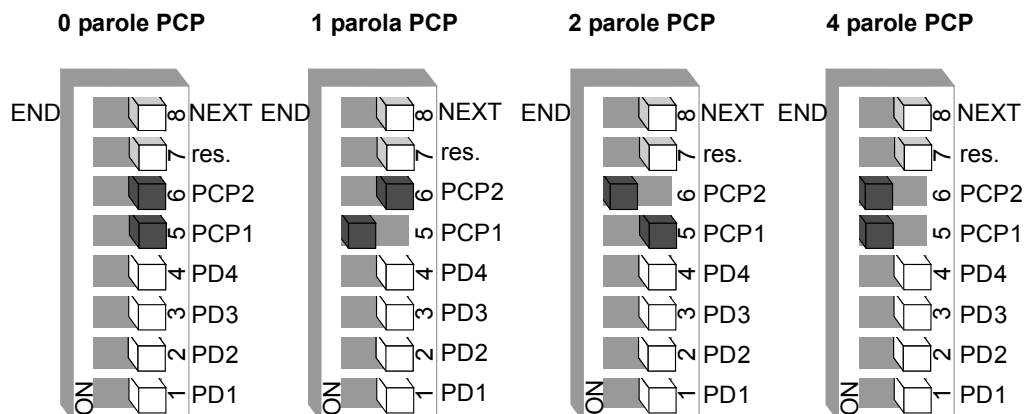 0 parole PCP
1 parola PCP
2 parole PCP
4 parole PCP
END 8 NEXT
7 res.
6 PCP2
5 PCP1
4 PD4
3 PD3
2 PD2
ON 1 PD1
END 8 NEXT
7 res.
6 PCP2
5 PCP1
4 PD4
3 PD3
2 PD2
ON 1 PD1
END 8 NEXT
7 res.
6 PCP2
5 PCP1
4 PD4
3 PD3
2 PD2
ON 1 PD1
END 8 NEXT
7 res.
6 PCP2
5 PCP1
4 PD4
3 PD3
2 PD2
ON 1 PD1